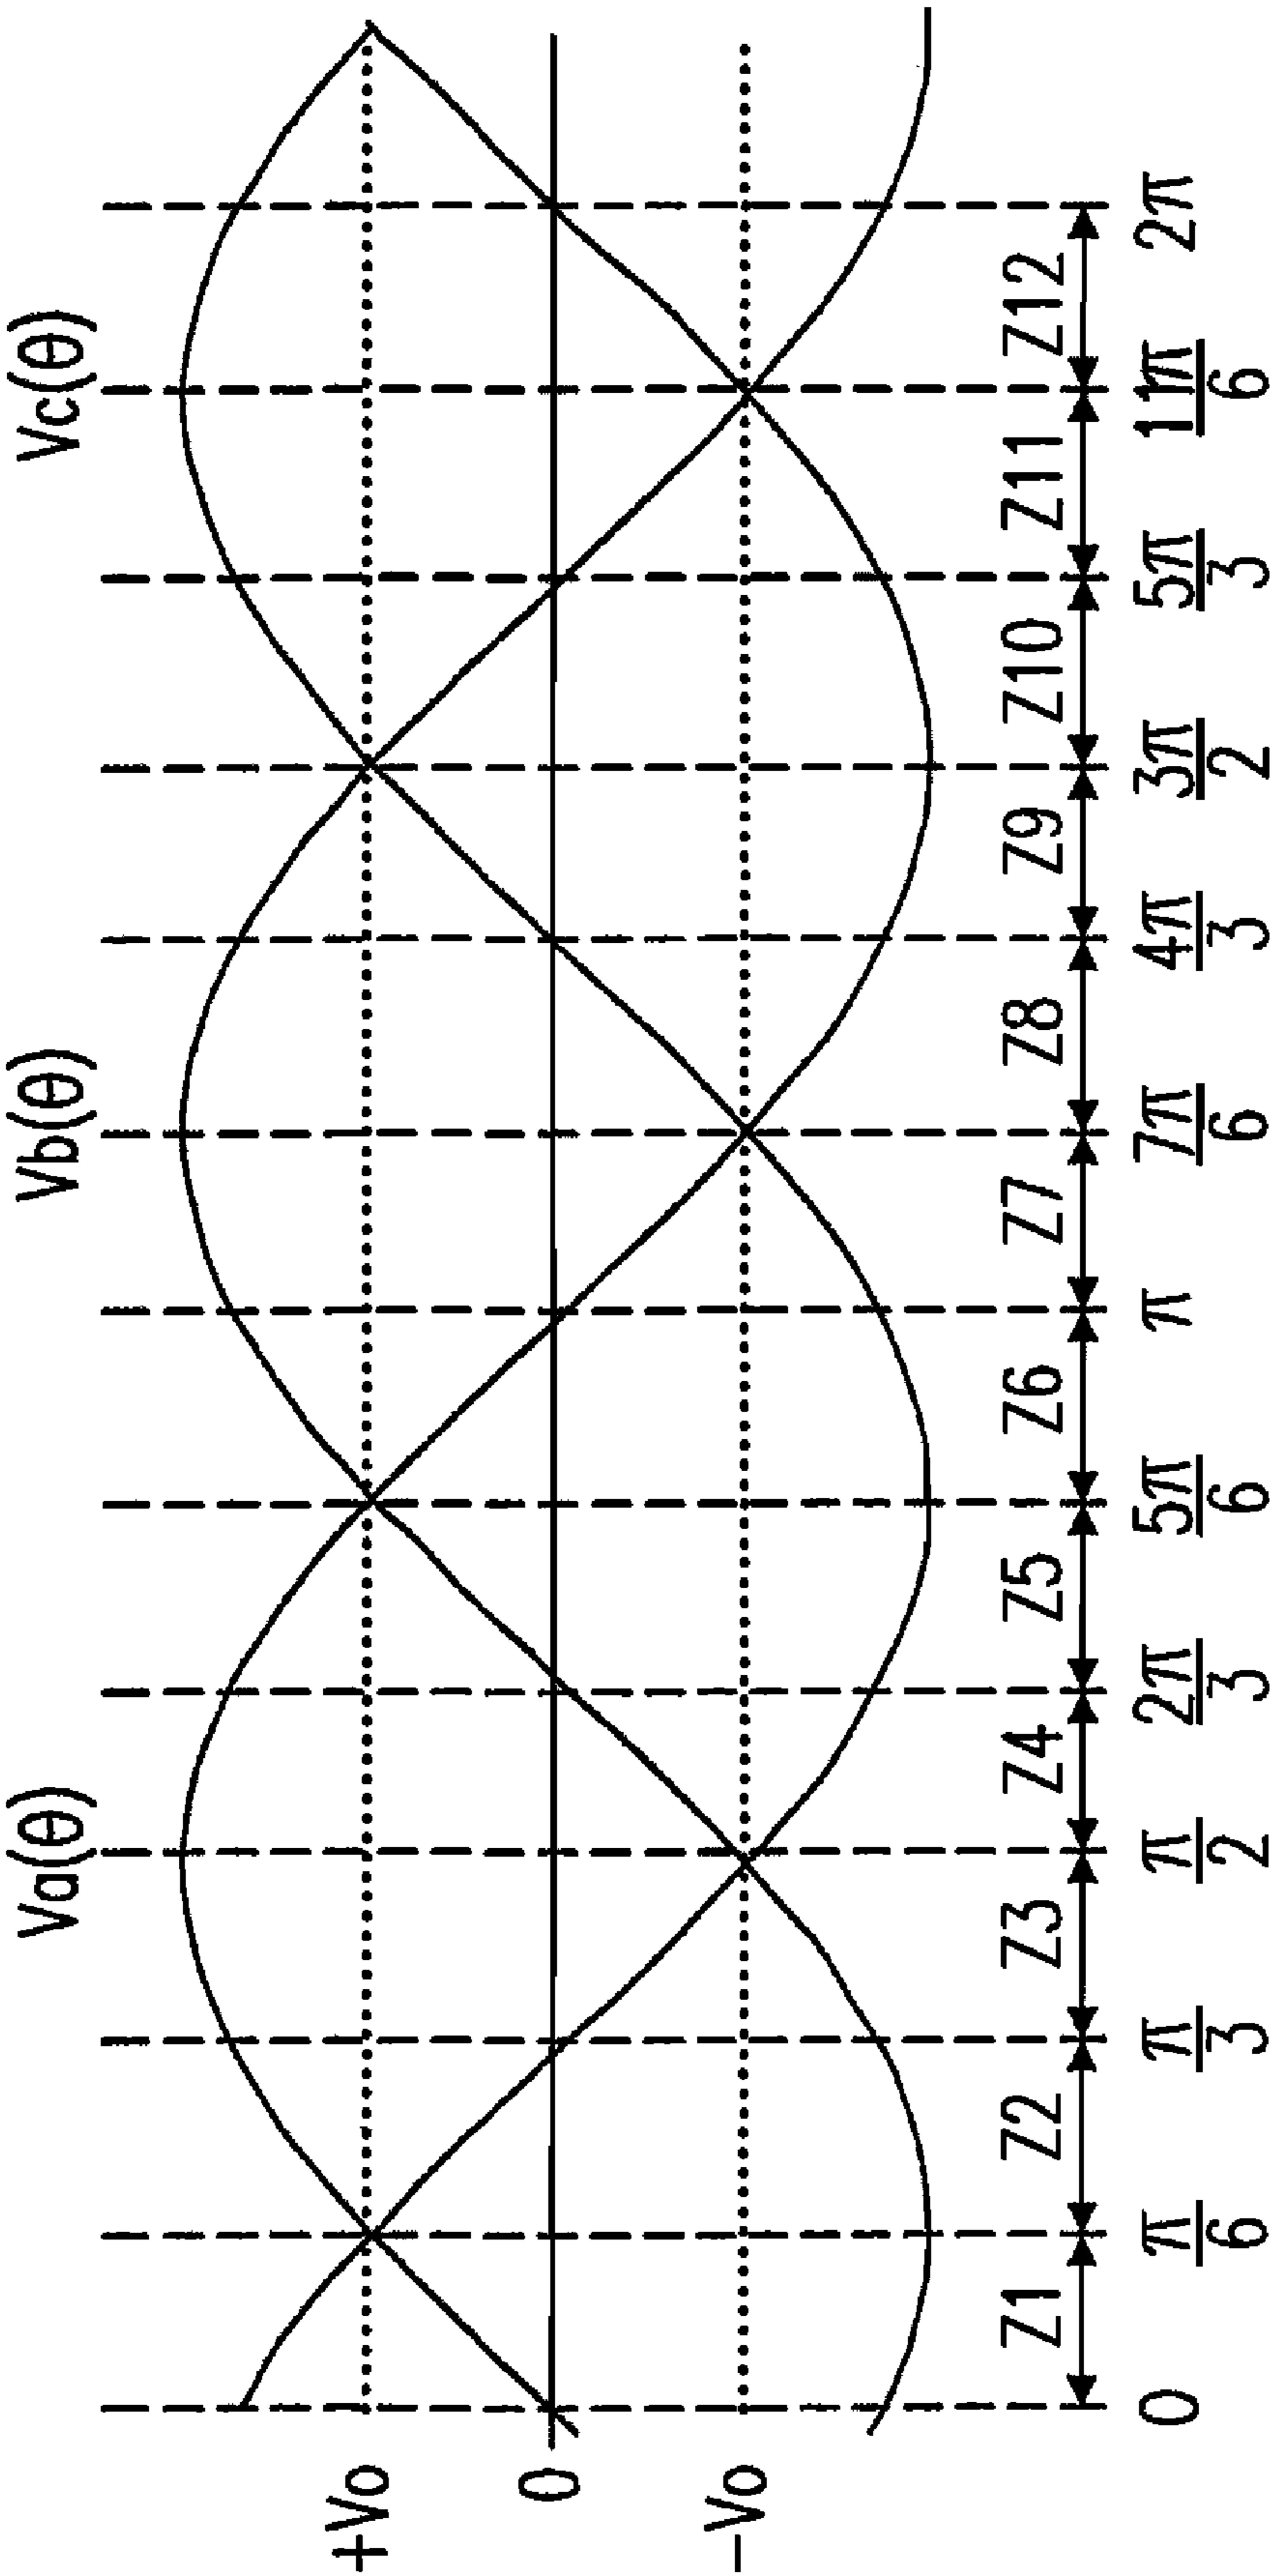 Va(θ) Vb(θ) Vc(θ)
+Vo
0
-Vo
Z1 Z2 Z3 Z4 Z5 Z6 Z7 Z8 Z9 Z10 Z11 Z12
0 π/6 π/3 π/2 2π/3 5π/6 π 7π/6 4π/3 3π/2 5π/3 11π/6 2π